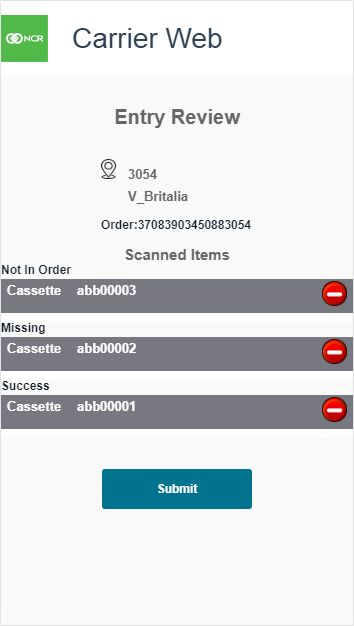 NCR
Carrier Web
Entry Review
3054
V_Britalia
Order:37083903450883054
Scanned Items
Not In Order
Cassette abb00003
Missing
Cassette abb00002
Success
Cassette abb00001
Submit